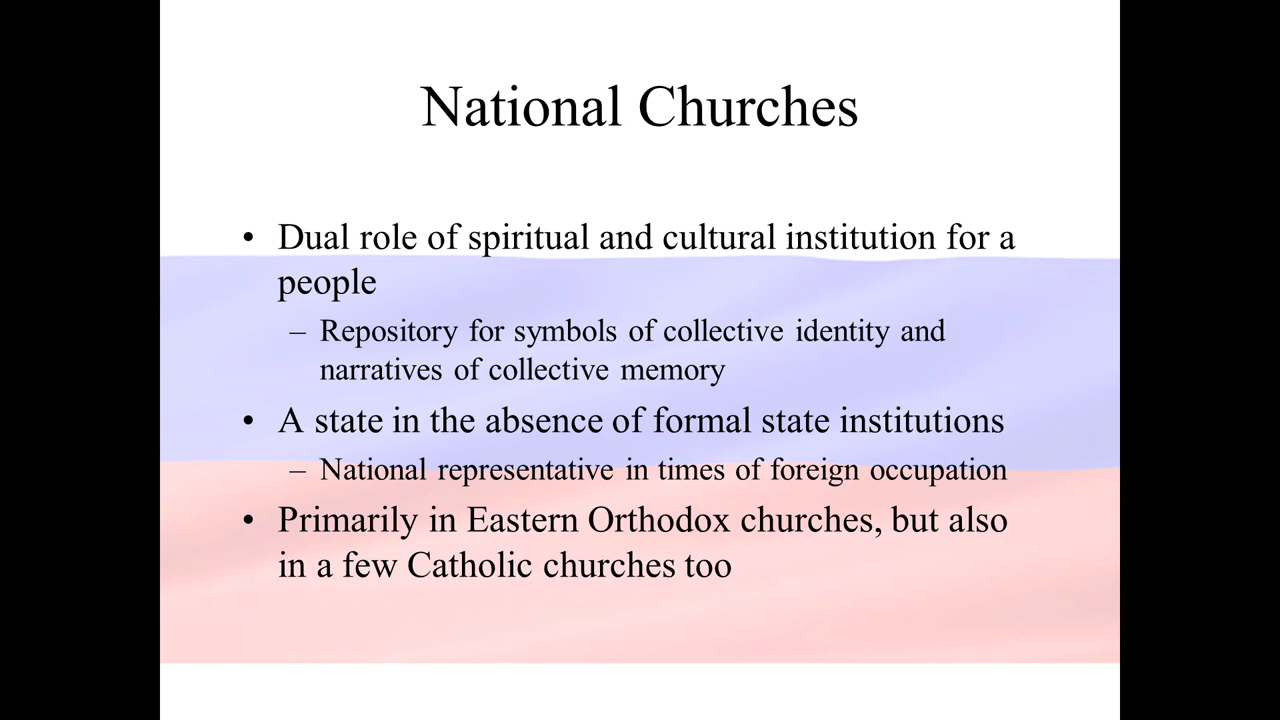 National Churches
• Dual role of spiritual and cultural institution for a
people
– Repository for symbols of collective identity and
narratives of collective memory
• A state in the absence of formal state institutions
– National representative in times of foreign occupation
• Primarily in Eastern Orthodox churches, but also
in a few Catholic churches too